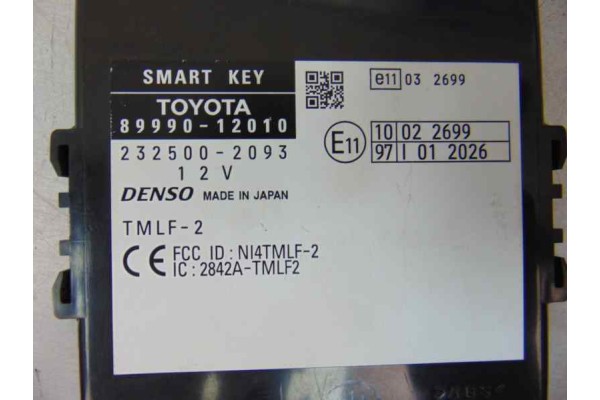 SMART KEY
TOYOTA
89990-12010
232500-2093
12V
DENSO MADE IN JAPAN
TMLF-2
CE FCC ID : NI4TMLF-2
IC : 2842A-TMLF2
e11 03 2699
E11
10 02 2699
97 I 01 2026